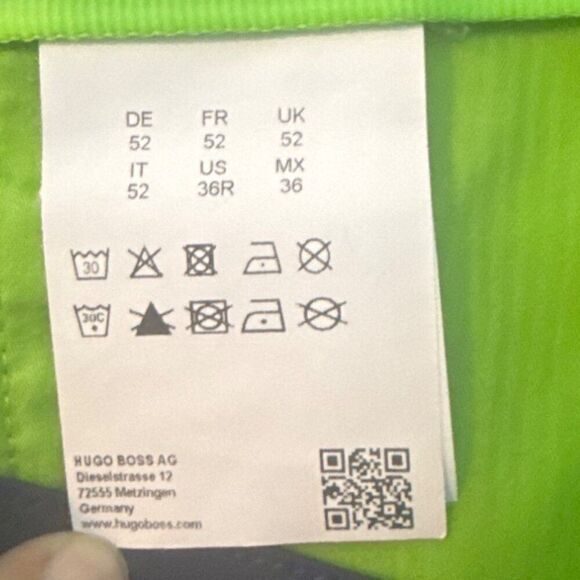 DE FR UK
52 52 52
IT US MX
52 36R 36
30
30C
HUGO BOSS AG
Dieselstrasse 12
72555 Metzingen
Germany
www.hugoboss.com